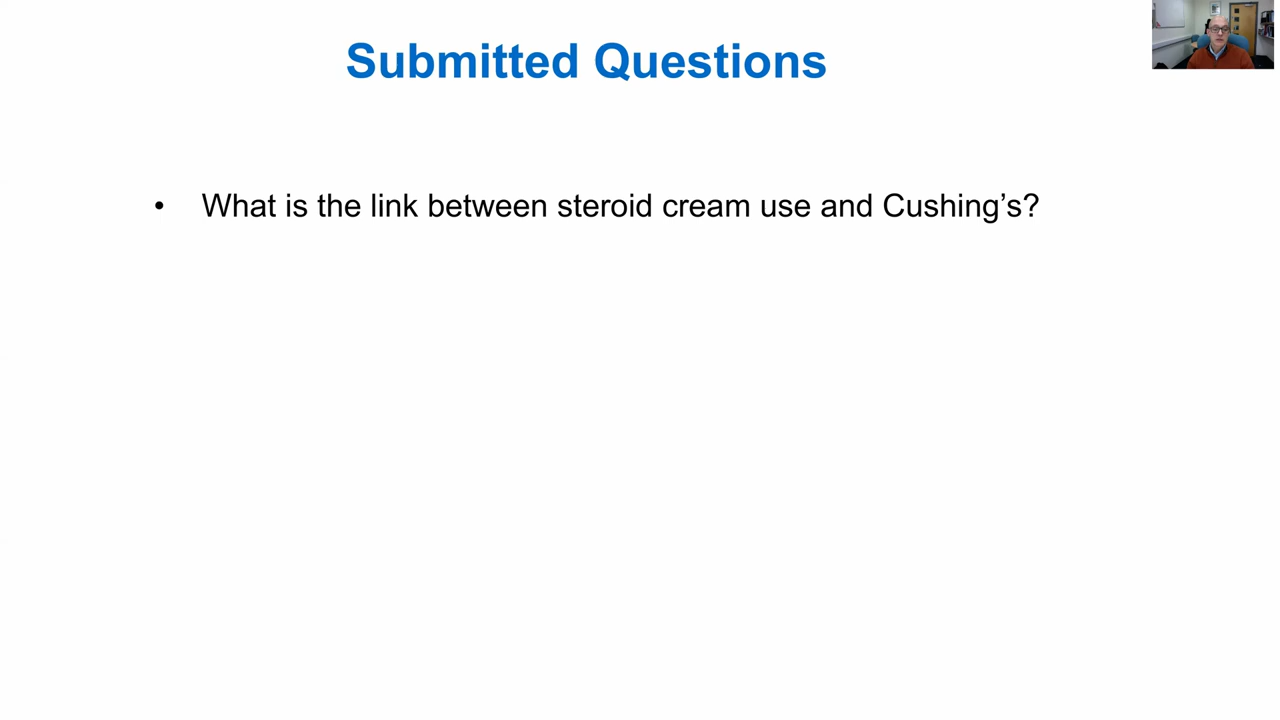 Submitted Questions
• What is the link between steroid cream use and Cushing’s?